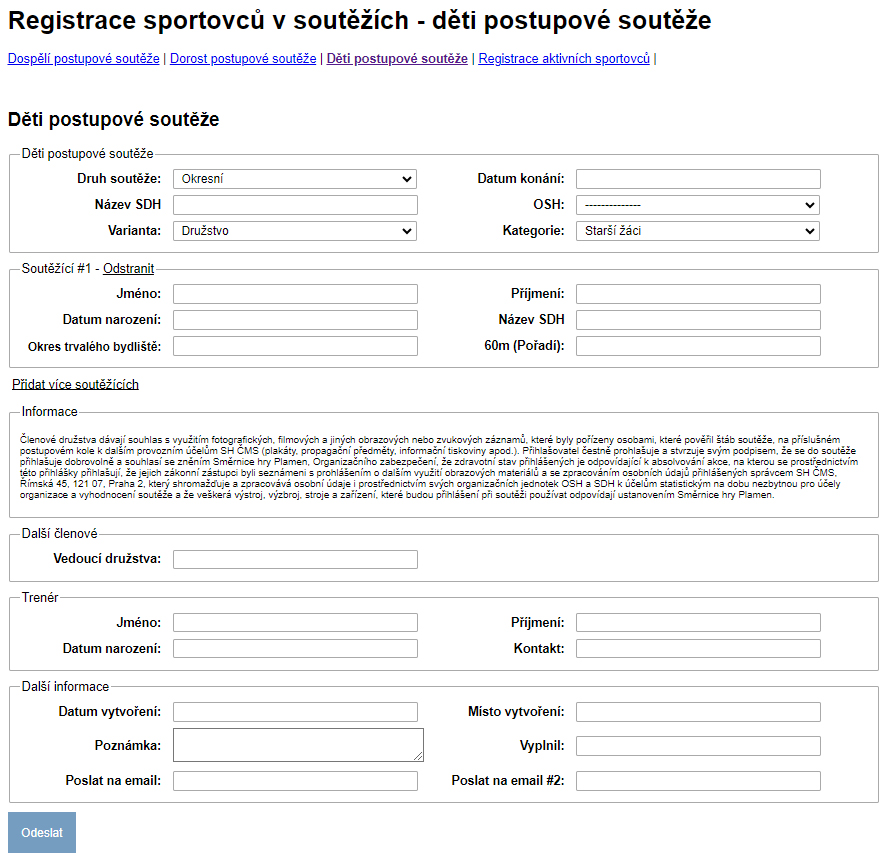 Registrace sportovců v soutěžích - děti postupové soutěže
Dospělí postupové soutěže | Dorost postupové soutěže | Děti postupové soutěže | Registrace aktivních sportovců |
Děti postupové soutěže
Děti postupové soutěže
Druh soutěže: Okresní Datum konání:
Název SDH OSH: --------------
Varianta: Družstvo Kategorie: Starší žáci
Soutěžící #1 - Odstranit
Jméno: Příjmení:
Datum narození: Název SDH
Okres trvalého bydliště: 60m (Pořadí):
Přidat více soutěžících
Informace
Členové družstva dávají souhlas s využitím fotografických, filmových a jiných obrazových nebo zvukových záznamů, které byly pořízeny osobami, které pověřil štáb soutěže, na příslušném
postupovém kole k dalším provozním účelům SH ČMS (plakáty, propagační předměty, informační tiskoviny apod.). Přihlašovatel čestně prohlašuje a stvrzuje svým podpisem, že se do soutěže
přihlašuje dobrovolně a souhlasí se zněním Směrnice hry Plamen, Organizačního zabezpečení, že zdravotní stav přihlášených je odpovídající k absolvování akce, na kterou se prostřednictvím
této přihlášky přihlašují, že jejich zákonní zástupci byli seznámeni s prohlášením o dalším využití obrazových materiálů a se zpracováním osobních údajů přihlášených správcem SH ČMS,
Římská 45, 121 07, Praha 2, který shromažďuje a zpracovává osobní údaje i prostřednictvím svých organizačních jednotek OSH a SDH k účelům statistickým na dobu nezbytnou pro účely
organizace a vyhodnocení soutěže a že veškerá výstroj, výzbroj, stroje a zařízení, které budou přihlášení při soutěži používat odpovídají ustanovením Směrnice hry Plamen.
Další členové
Vedoucí družstva:
Trenér
Jméno: Příjmení:
Datum narození: Kontakt:
Další informace
Datum vytvoření: Místo vytvoření:
Poznámka: Vyplnil:
Poslat na email: Poslat na email #2:
Odeslat